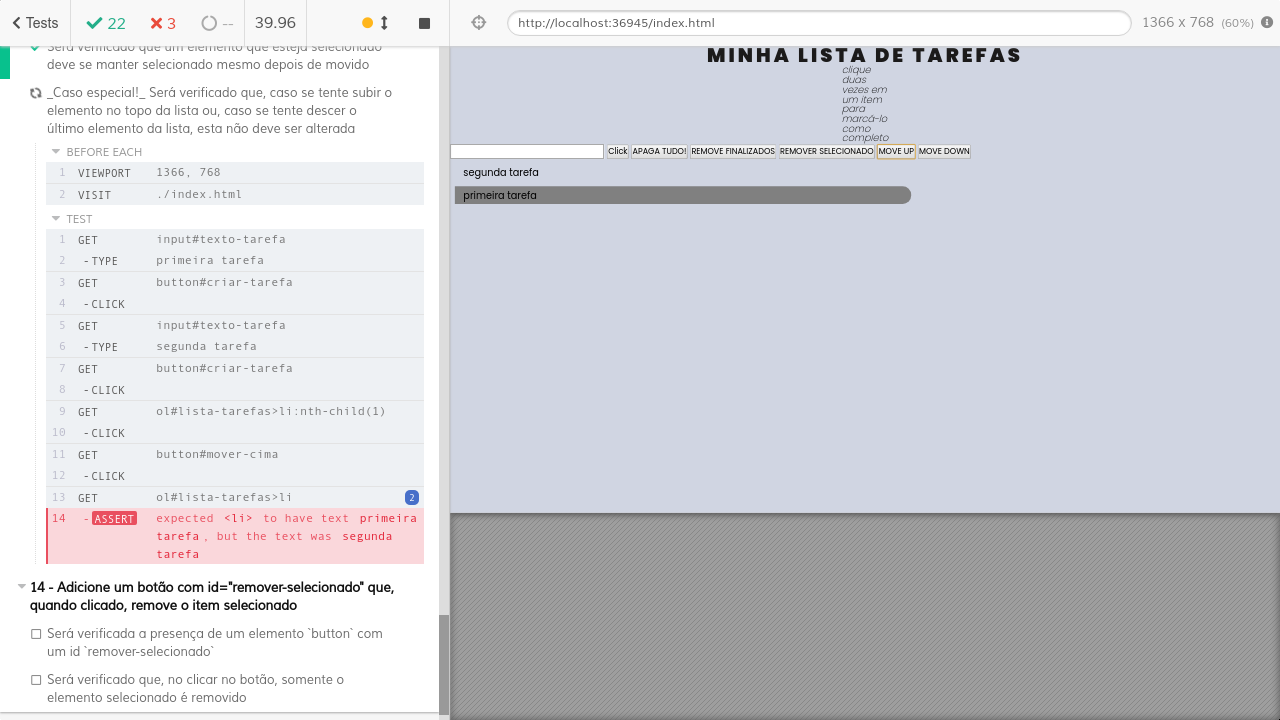 Tests
22
3
--
39.96
http://localhost:36945/index.html
1366 x 768 (60%)
Será verificado que um elemento que esteja selecionado
deve se manter selecionado mesmo depois de movido
_Caso especial!_ Será verificado que, caso se tente subir o
elemento no topo da lista ou, caso se tente descer o
último elemento da lista, esta não deve ser alterada
BEFORE EACH
1 VIEWPORT 1366, 768
2 VISIT ./index.html
TEST
1 GET input#texto-tarefa
2 -TYPE primeira tarefa
3 GET button#criar-tarefa
4 -CLICK
5 GET input#texto-tarefa
6 -TYPE segunda tarefa
7 GET button#criar-tarefa
8 -CLICK
9 GET ol#lista-tarefas>li:nth-child(1)
10 -CLICK
11 GET button#mover-cima
12 -CLICK
13 GET ol#lista-tarefas>li 2
14 -ASSERT expected <li> to have text primeira
tarefa, but the text was segunda
tarefa
14 - Adicione um botão com id="remover-selecionado" que,
quando clicado, remove o item selecionado
Será verificada a presença de um elemento `button` com
um id `remover-selecionado`
Será verificado que, no clicar no botão, somente o
elemento selecionado é removido
MINHA LISTA DE TAREFAS
clique
duas
vezes em
um item
para
marcá-lo
como
completo
Click APAGA TUDO! REMOVE FINALIZADOS REMOVER SELECIONADO MOVE UP MOVE DOWN
segunda tarefa
primeira tarefa